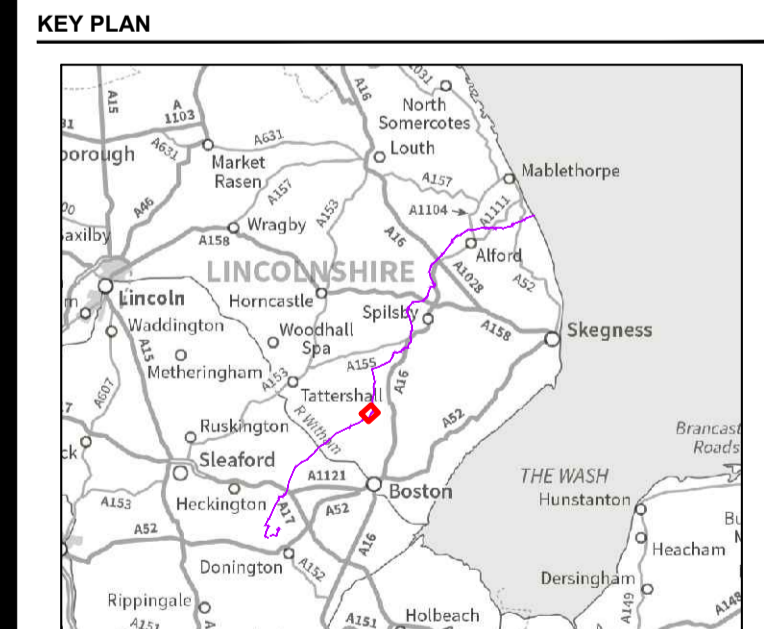 KEY PLAN
A15
A
1103
A16
1031
North
Somercotes
A631
A631
Market
Rasen
Louth
A157
Mablethorpe
A46
A157
A153
A1104
A1111
Wragby
A158
A16
Alford
LINCOLNSHIRE
A1028
A52
Lincoln
Horncastle
Spilsby
Waddington
Woodhall
Spa
A158
Skegness
A15
Metheringham
A155
A153
A607
Tattershall
A16
R Witham
A52
Ruskington
Sleaford
A1121
THE WASH
Boston
Hunstanton
Heckington
A17
A52
A153
A52
A16
Heacham
Donington
A152
Dersingham
Rippingale
A149
A148
A151
A151
Holbeach